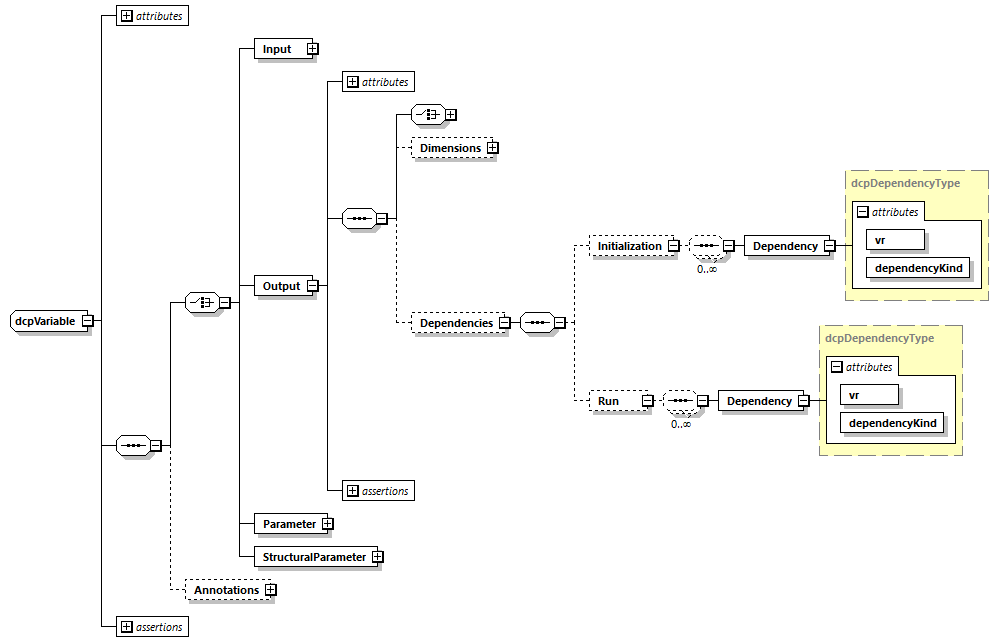 attributes
Input
attributes
Dimensions
dcpDependencyType
attributes
vr
Initialization
Dependency
0..∞
dependencyKind
Output
dcpVariable
Dependencies
dcpDependencyType
attributes
vr
Run
Dependency
0..∞
dependencyKind
assertions
Parameter
StructuralParameter
Annotations
assertions